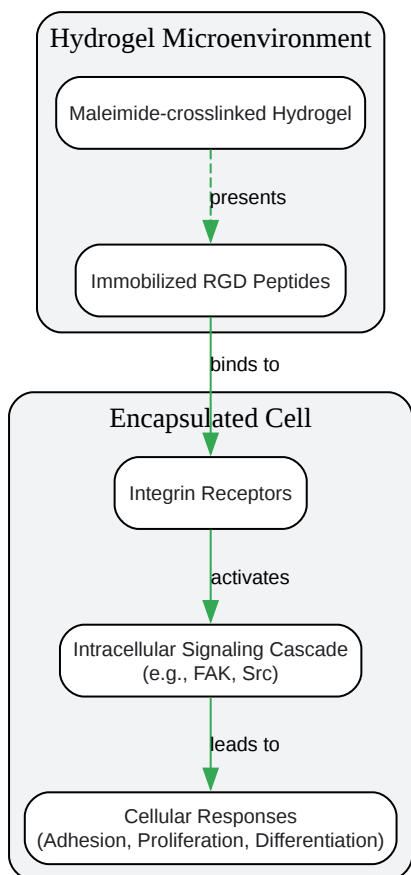 Hydrogel Microenvironment
Maleimide-crosslinked Hydrogel
presents
Immobilized RGD Peptides
binds to
Encapsulated Cell
Integrin Receptors
activates
Intracellular Signaling Cascade
(e.g., FAK, Src)
leads to
Cellular Responses
(Adhesion, Proliferation, Differentiation)